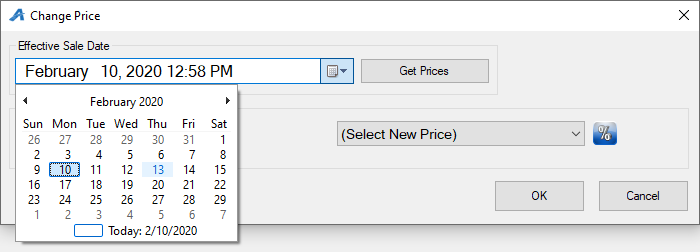 Change Price
Effective Sale Date
February 10, 2020 12:58 PM
Get Prices
February 2020
Sun Mon Tue Wed Thu Fri Sat
26 27 28 29 30 31 1
2 3 4 5 6 7 8
9 10 11 12 13 14 15
16 17 18 19 20 21 22
23 24 25 26 27 28 29
1 2 3 4 5 6 7
Today: 2/10/2020
(Select New Price)
%
OK
Cancel